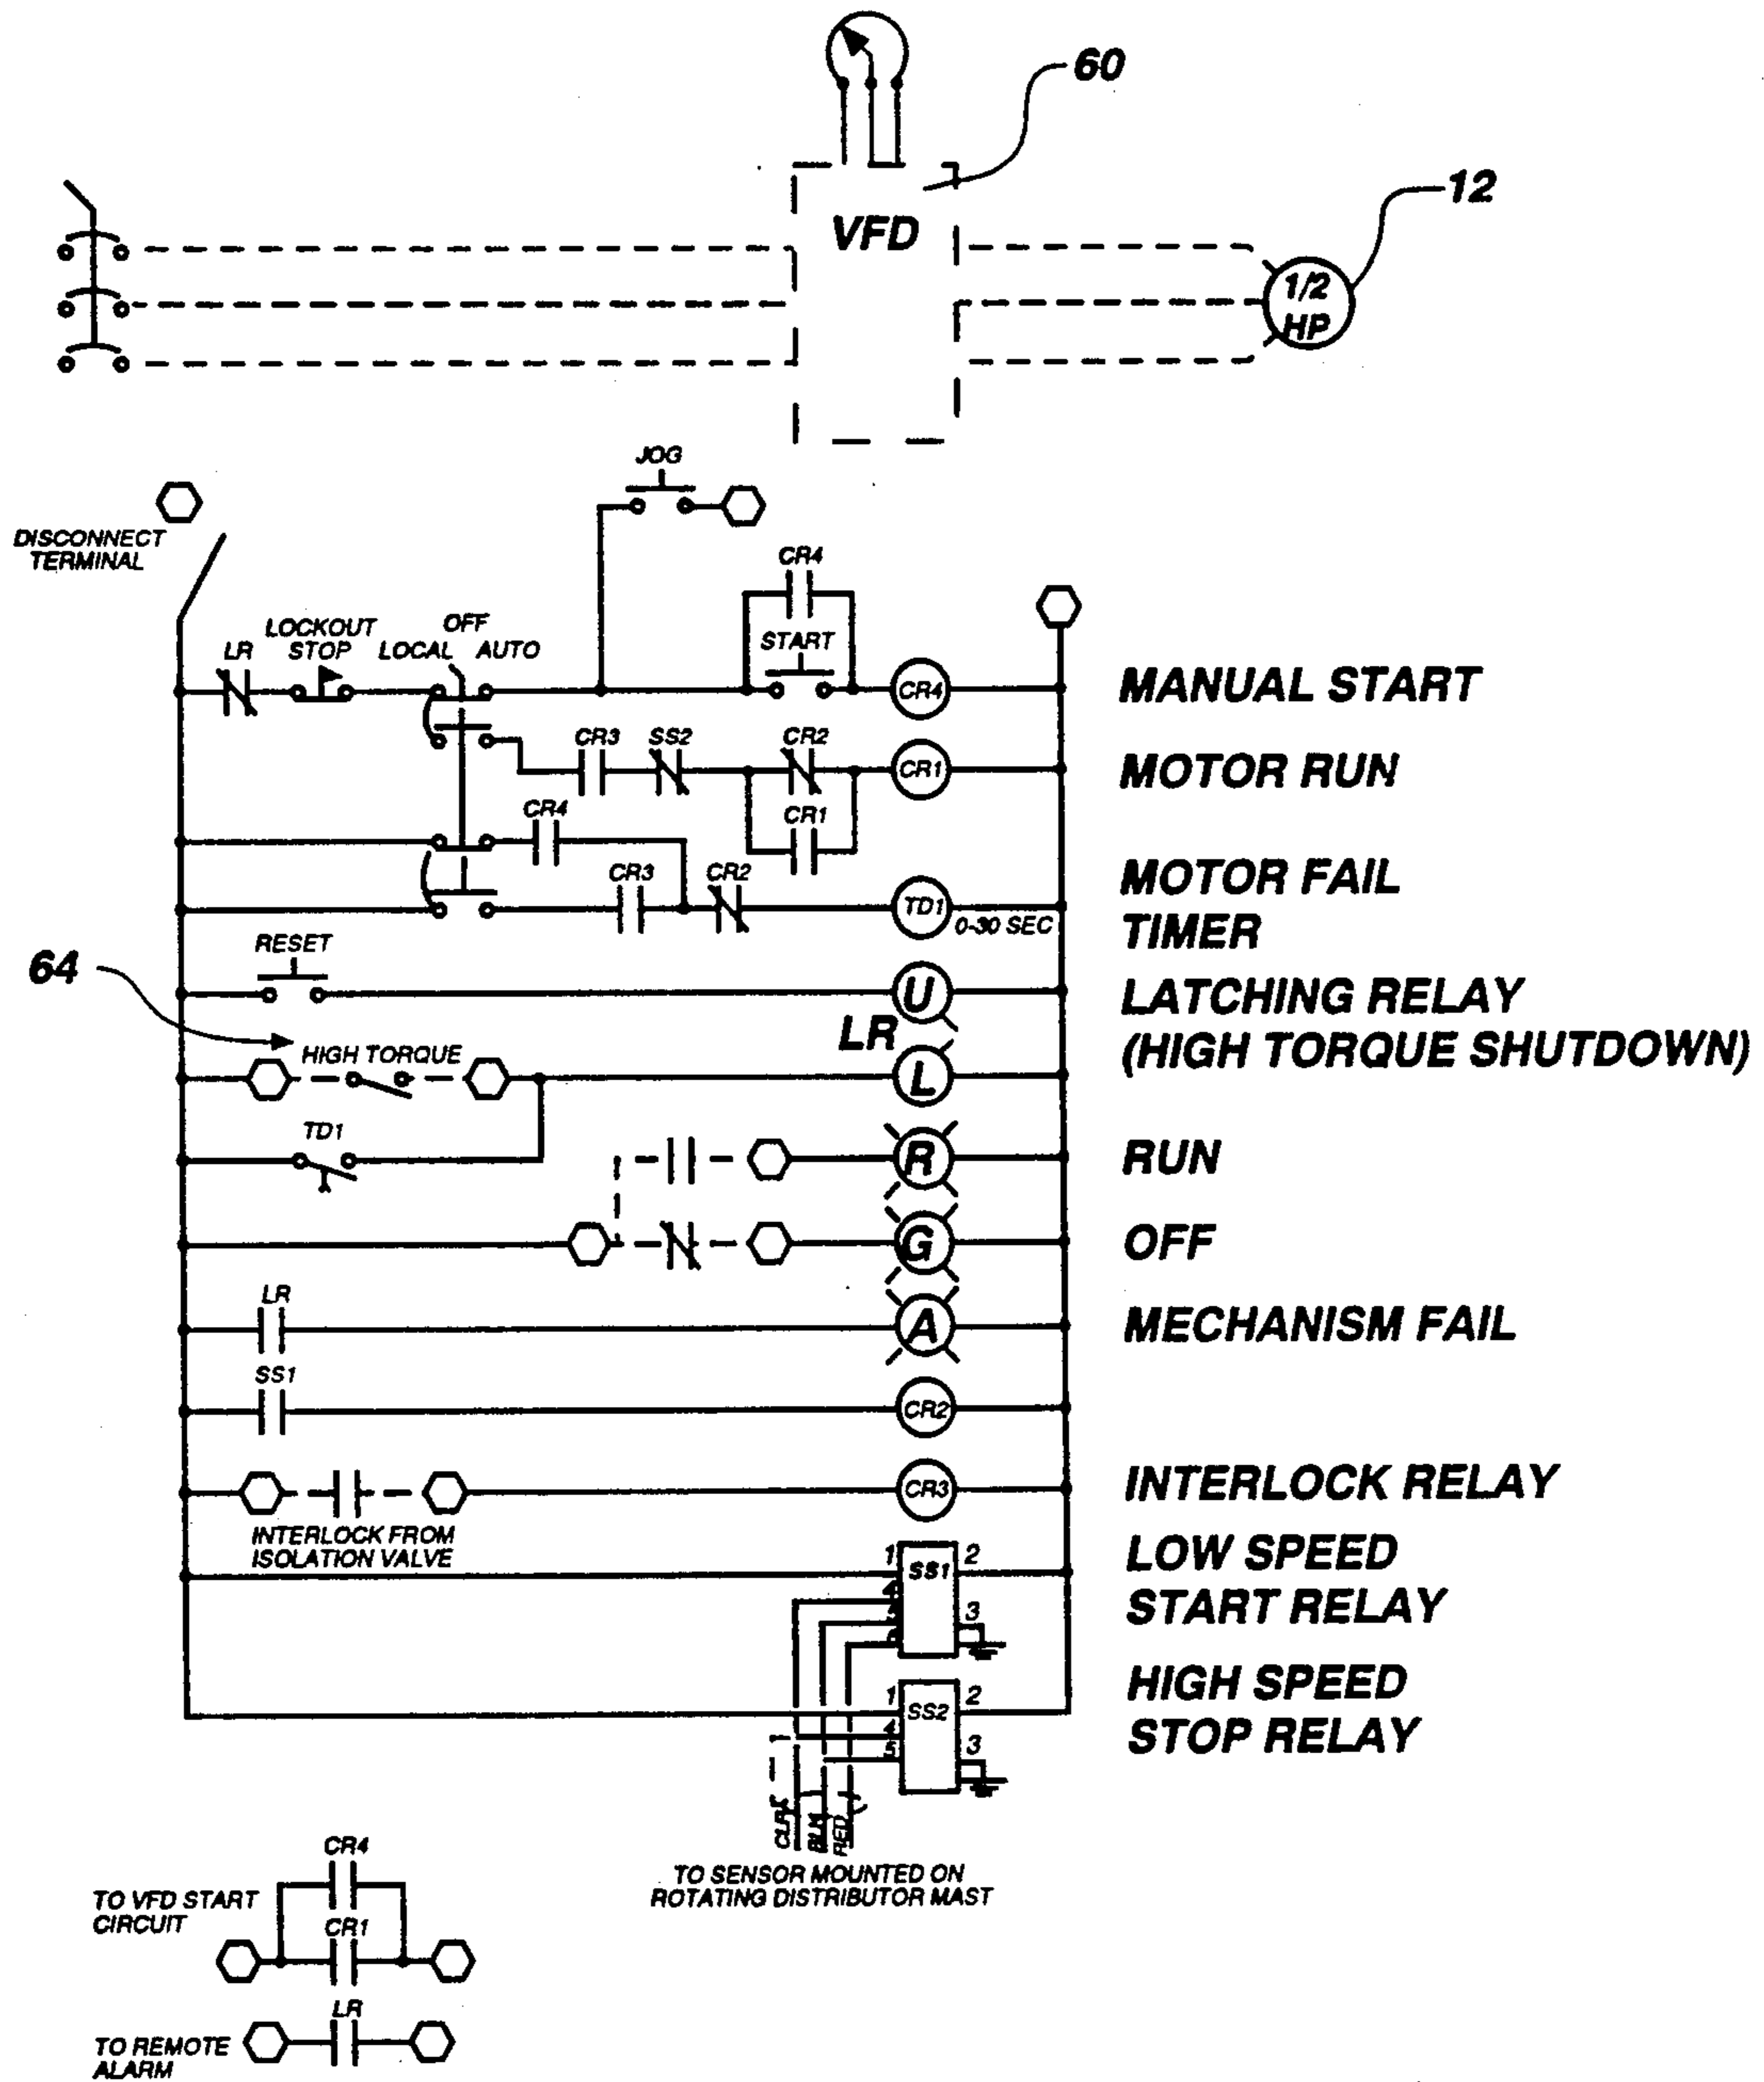 60
VFD
12
1/2
HP
JOG
DISCONNECT
TERMINAL
CR4
LOCKOUT
STOP
OFF
LOCAL AUTO
START
LR
CR4
MANUAL START
CR3
SS2
CR2
CR1
MOTOR RUN
CR4
CR1
CR3
CR2
TD1
0-30 SEC
MOTOR FAIL
TIMER
RESET
64
U
LR
LATCHING RELAY
(HIGH TORQUE SHUTDOWN)
HIGH TORQUE
L
TD1
R
RUN
G
OFF
LR
A
MECHANISM FAIL
SS1
CR2
CR3
INTERLOCK RELAY
INTERLOCK FROM
ISOLATION VALVE
1
SS1
2
4
5
6
3
LOW SPEED
START RELAY
1
SS2
2
4
5
3
HIGH SPEED
STOP RELAY
CLR
BLK
RED
TO SENSOR MOUNTED ON
ROTATING DISTRIBUTOR MAST
CR4
TO VFD START
CIRCUIT
CR1
LR
TO REMOTE
ALARM